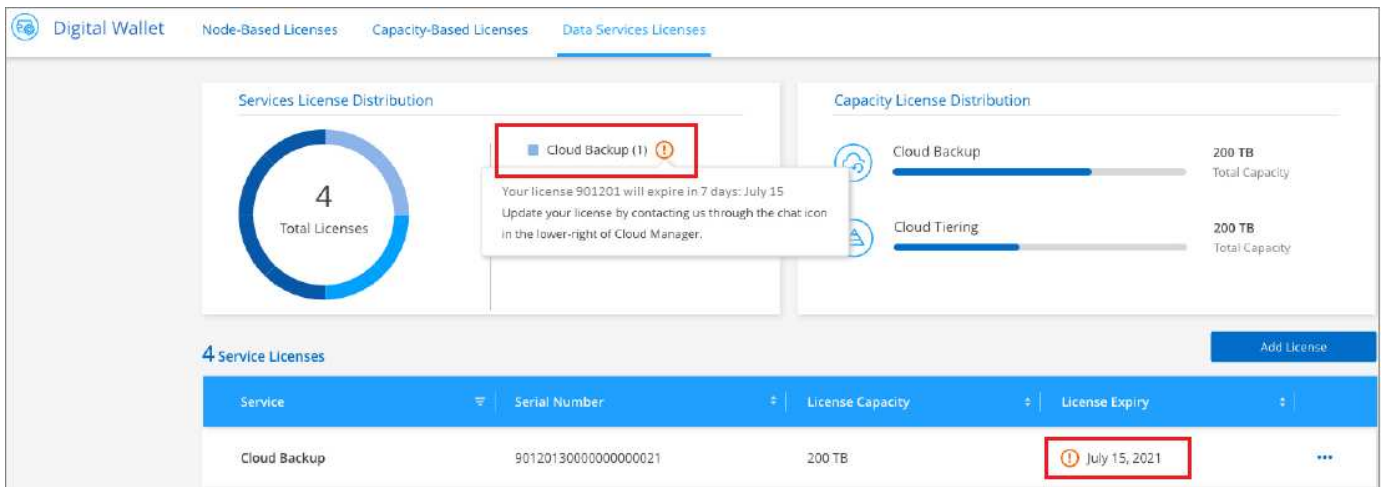 Digital Wallet
Node-Based Licenses
Capacity-Based Licenses
Data Services Licenses
Services License Distribution
4
Total Licenses
Cloud Backup (1)
Your license 901201 will expire in 7 days: July 15
Update your license by contacting us through the chat icon
in the lower-right of Cloud Manager.
Capacity License Distribution
Cloud Backup
200 TB
Total Capacity
Cloud Tiering
200 TB
Total Capacity
4 Service Licenses
Add License
Service
Serial Number
License Capacity
License Expiry
Cloud Backup
90120130000000000021
200 TB
July 15, 2021